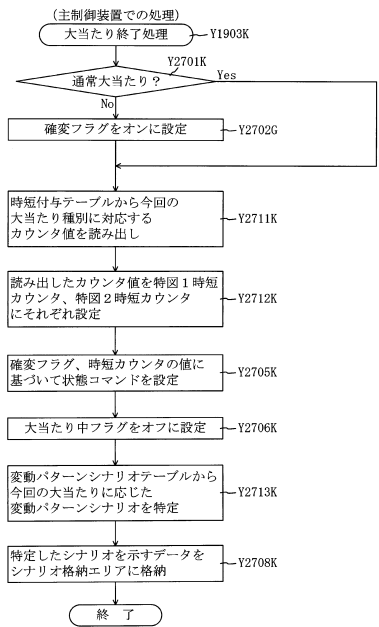 (主制御装置での処理)
大当たり終了処理
Y1903K
Y2701K
通常大当たり?
Yes
No
確変フラグをオンに設定
Y2702G
時短付与テーブルから今回の
大当たり種別に対応する
カウンタ値を読み出し
Y2711K
読み出したカウンタ値を特図1時短
カウンタ、特図2時短カウンタ
にそれぞれ設定
Y2712K
確変フラグ、時短カウンタの値に
基づいて状態コマンドを設定
Y2705K
大当たり中フラグをオフに設定
Y2706K
変動パターンシナリオテーブルから
今回の大当たりに応じた
変動パターンシナリオを特定
Y2713K
特定したシナリオを示すデータを
シナリオ格納エリアに格納
Y2708K
終 了